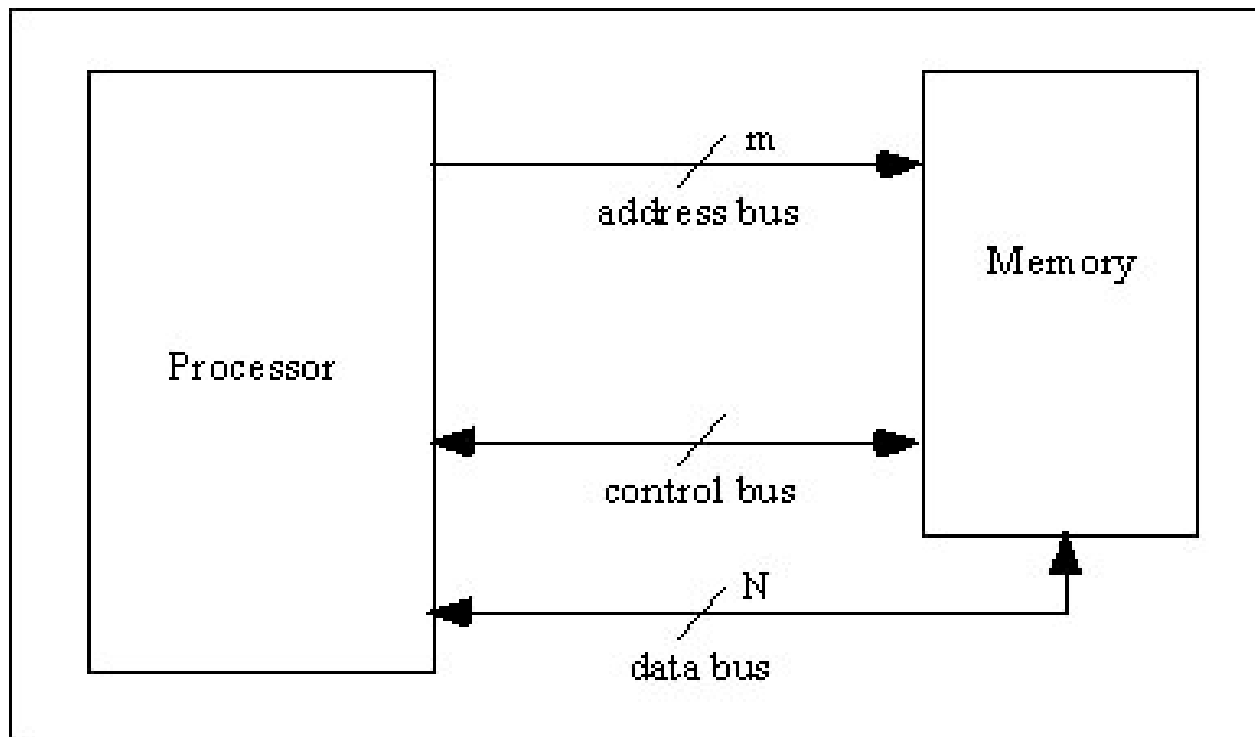 m
address bus
Memory
Processor
control bus
N
data bus